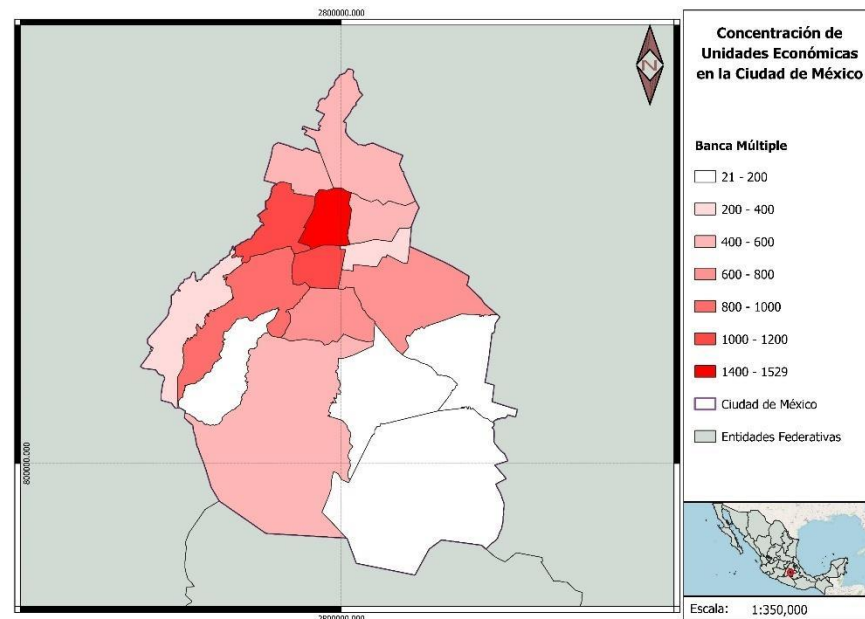 2800000.000
Concentración de
Unidades Económicas
en la Ciudad de México
N
Banca Múltiple
21 - 200
200 - 400
400 - 600
600 - 800
800 - 1000
1000 - 1200
1400 - 1529
Ciudad de México
Entidades Federativas
800000.000
2800000.000
Escala: 1:350,000